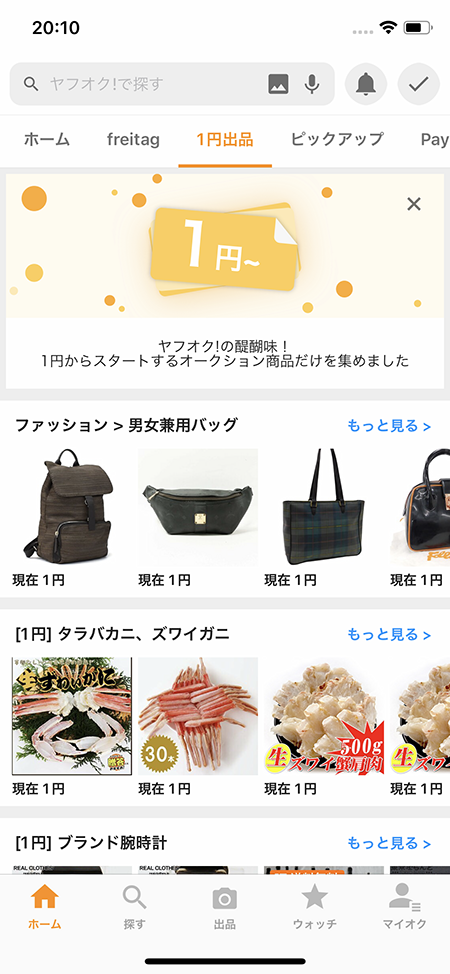 20:10
ヤフオク!で探す
ホーム freitag 1円出品 ピックアップ Pay
1円~
ヤフオク!の醍醐味！
1円からスタートするオークション商品だけを集めました
ファッション > 男女兼用バッグ もっと見る >
現在 1円 現在 1円 現在 1円 現在 1円
[1円] タラバカニ、ズワイガニ もっと見る >
生ずわいがに
30本
500g
生ズワイ蟹肩肉
生ズワ
現在 1円 現在 1円 現在 1円 現在 1円
[1円] ブランド腕時計 もっと見る >
REAL CLOTHE REAL CLOTHE
ホーム 探す 出品 ウォッチ マイオク